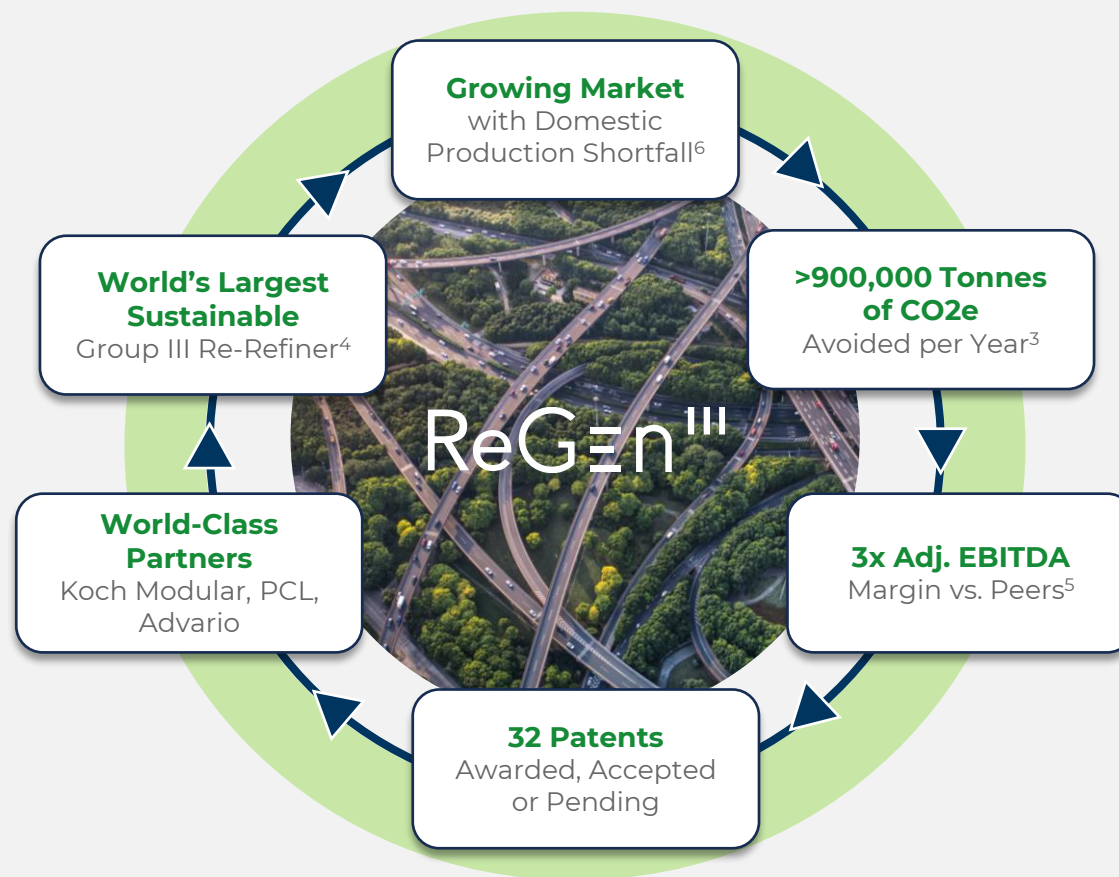 Growing Market
with Domestic
Production Shortfall⁶
World's Largest
Sustainable
Group III Re-Refiner⁴
>900,000 Tonnes
of CO2e
Avoided per Year³
ReGen III
World-Class
Partners
Koch Modular, PCL,
Advario
3x Adj. EBITDA
Margin vs. Peers⁵
32 Patents
Awarded, Accepted
or Pending